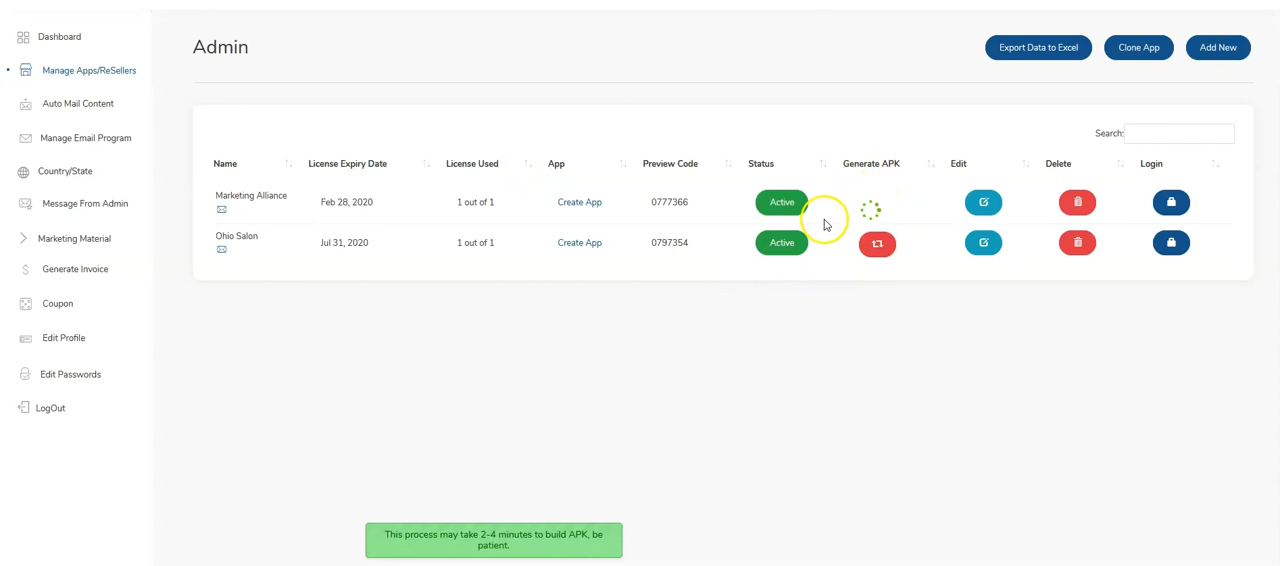 Dashboard
Manage Apps/ReSellers
Auto Mail Content
Manage Email Program
Country/State
Message From Admin
Marketing Material
Generate Invoice
Coupon
Edit Profile
Edit Passwords
LogOut
Admin
Export Data to Excel Clone App Add New
Search:
Name License Expiry Date License Used App Preview Code Status Generate APK Edit Delete Login
Marketing Alliance Feb 28, 2020 1 out of 1 Create App 0777366 Active
Ohio Salon Jul 31, 2020 1 out of 1 Create App 0797354 Active
This process may take 2-4 minutes to build APK, be
patient.